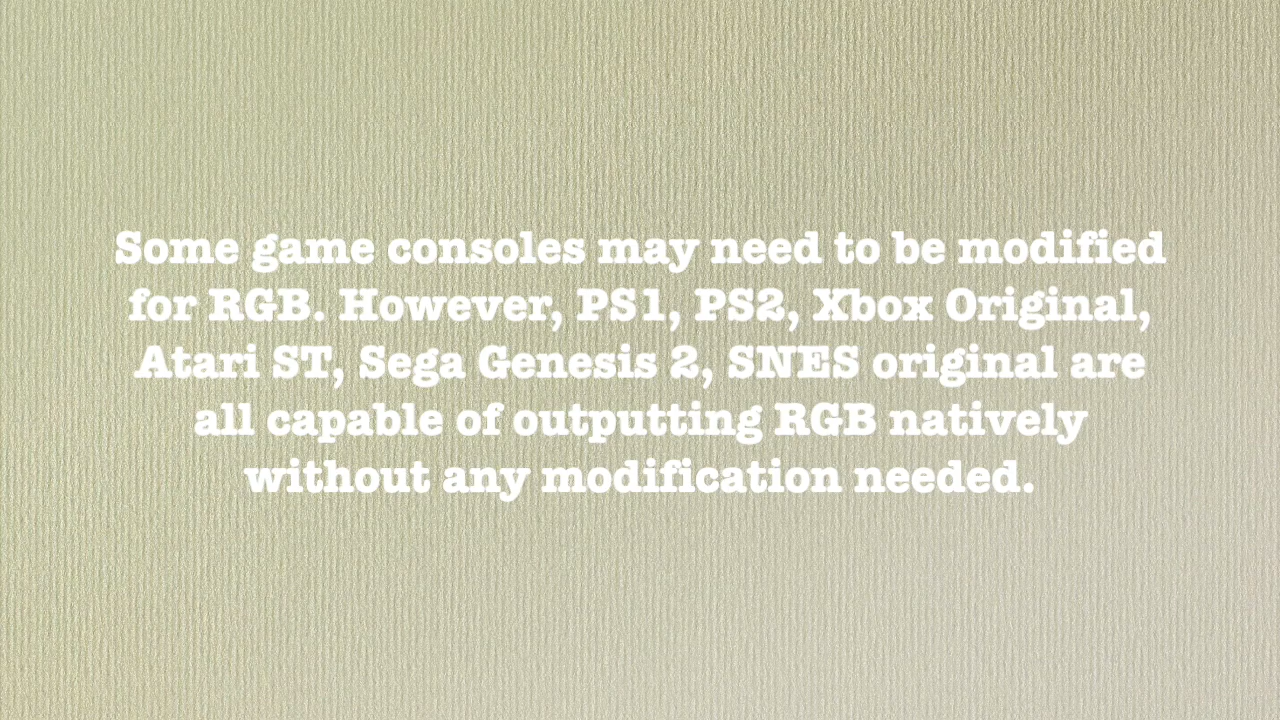 Some game consoles may need to be modified
for RGB. However, PS1, PS2, Xbox Original,
Atari ST, Sega Genesis 2, SNES original are
all capable of outputting RGB natively
without any modification needed.